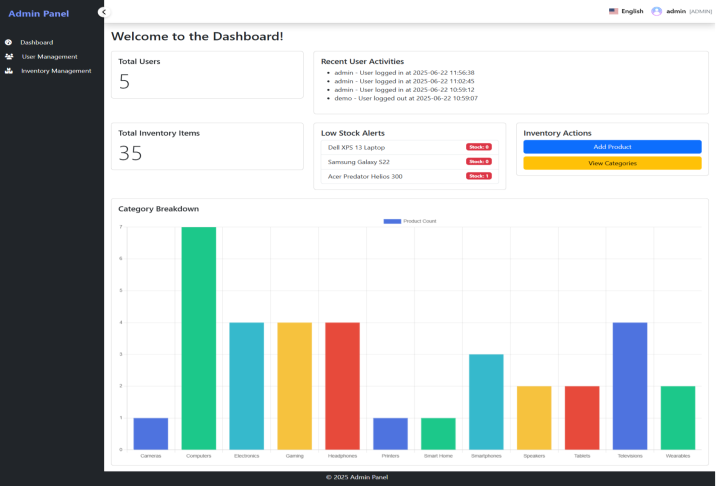 Admin Panel
English
admin [ADMIN]
Dashboard
User Management
Inventory Management
Welcome to the Dashboard!
Total Users
5
Recent User Activities
admin - User logged in at 2025-06-22 11:56:38
admin - User logged in at 2025-06-22 11:02:45
admin - User logged in at 2025-06-22 10:59:12
demo - User logged out at 2025-06-22 10:59:07
Total Inventory Items
35
Low Stock Alerts
Dell XPS 13 Laptop Stock: 0
Samsung Galaxy S22 Stock: 0
Acer Predator Helios 300 Stock: 1
Inventory Actions
Add Product
View Categories
Category Breakdown
Product Count
7
6
5
4
3
2
1
0
Cameras Computers Electronics Gaming Headphones Printers Smart Home Smartphones Speakers Tablets Televisions Wearables
© 2025 Admin Panel